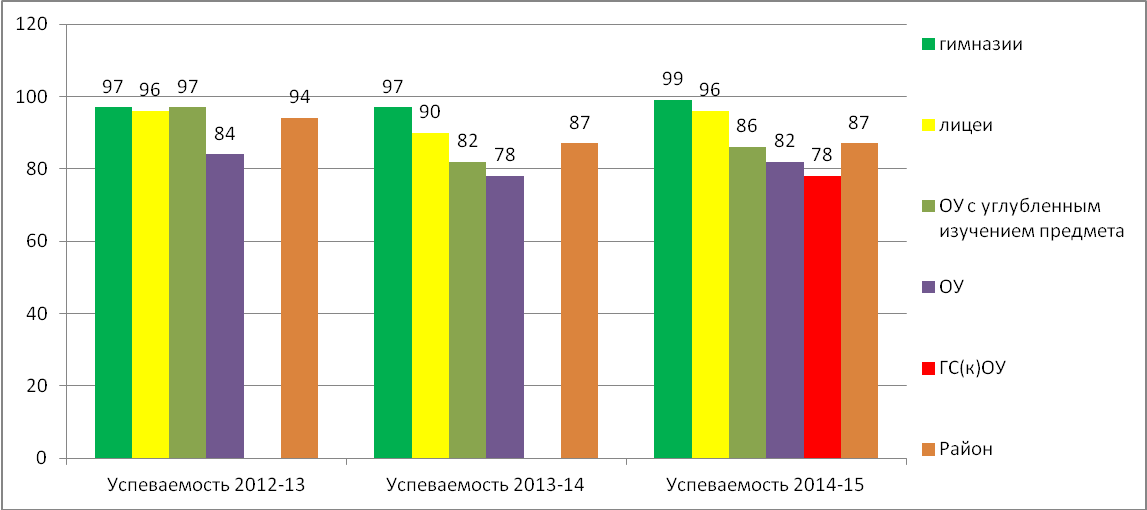 120
100
80
60
40
20
0
97 96 97 84 94
97 90 82 78 87
99 96 86 82 78 87
Успеваемость 2012-13
Успеваемость 2013-14
Успеваемость 2014-15
гимназии
лицеи
ОУ с углубленным
изучением предмета
ОУ
ГС(к)ОУ
Район